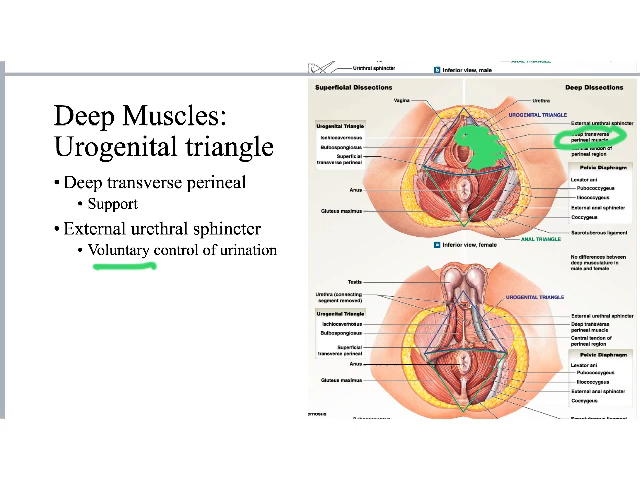 Deep Muscles:
Urogenital triangle
• Deep transverse perineal
• Support
• External urethral sphincter
• Voluntary control of urination
Urethral sphincter
ANAL TRIANGLE
b Inferior view, male
Superficial Dissections
Deep Dissections
Vagina
Urethra
UROGENITAL TRIANGLE
Urogenital Triangle
Ischiocavernosus
Bulbospongiosus
Superficial
transverse perineal
Anus
Gluteus maximus
External urethral sphincter
Deep transverse
perineal muscle
Central tendon of
perineal region
Pelvic Diaphragm
Levator ani
Pubococcygeus
Iliococcygeus
External anal sphincter
Coccygeus
Sacrotuberous ligament
ANAL TRIANGLE
a Inferior view, female
No differences between
deep musculature in
male and female
Testis
Urethra (connecting
segment removed)
UROGENITAL TRIANGLE
Urogenital Triangle
Ischiocavernosus
Bulbospongiosus
Superficial
transverse perineal
Anus
Gluteus maximus
External urethral sphincter
Deep transverse
perineal muscle
Central tendon of
perineal region
Pelvic Diaphragm
Levator ani
Pubococcygeus
Iliococcygeus
External anal sphincter
Coccygeus